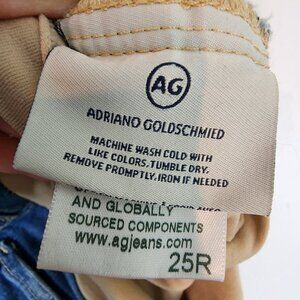 AG
ADRIANO GOLDSCHMIED
MACHINE WASH COLD WITH
LIKE COLORS. TUMBLE DRY.
REMOVE PROMPTLY. IRON IF NEEDED
AND GLOBALLY
SOURCED COMPONENTS
www.agjeans.com
25R